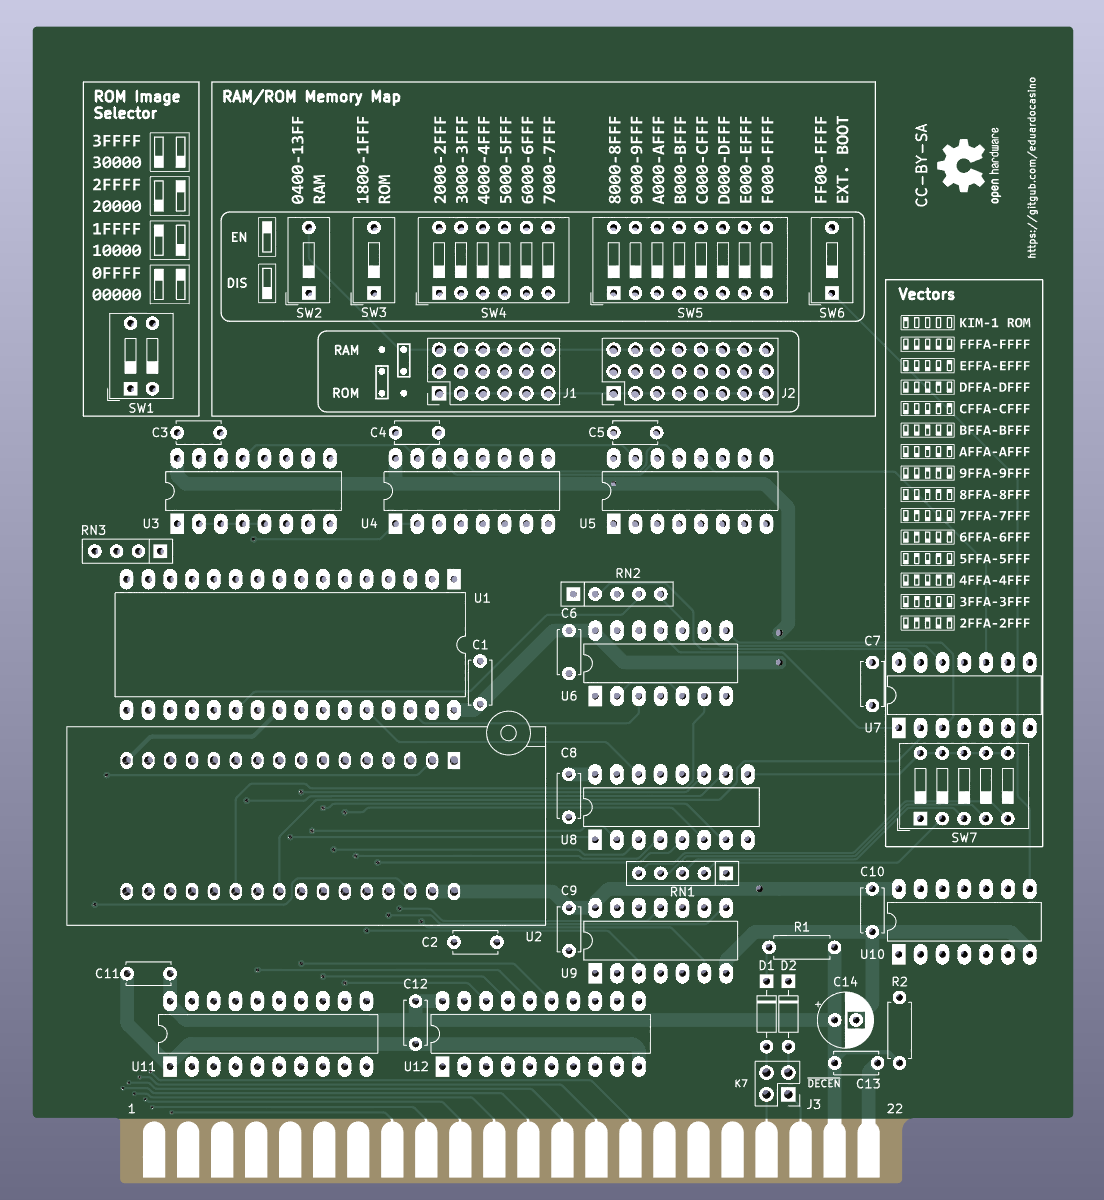 ROM Image
Selector
3FFFF
30000
2FFFF
20000
1FFFF
10000
0FFFF
00000
SW1
RAM/ROM Memory Map
0400-13FF
RAM
1800-1FFF
ROM
2000-2FFF
3000-3FFF
4000-4FFF
5000-5FFF
6000-6FFF
7000-7FFF
8000-8FFF
9000-9FFF
A000-AFFF
B000-BFFF
C000-CFFF
D000-DFFF
E000-EFFF
F000-FFFF
FF00-FFFF
EXT. BOOT
EN
DIS
SW2
SW3
SW4
SW5
SW6
RAM
ROM
J1
J2
CC-BY-SA
open hardware
https://gitgub.com/eduardocasino
Vectors
KIM-1 ROM
FFFA-FFFF
EFFA-EFFF
DFFA-DFFF
CFFA-CFFF
BFFA-BFFF
AFFA-AFFF
9FFA-9FFF
8FFA-8FFF
7FFA-7FFF
6FFA-6FFF
5FFA-5FFF
4FFA-4FFF
3FFA-3FFF
2FFA-2FFF
C3
C4
C5
U3
U4
U5
RN3
RN2
U1
C6
C1
C7
U6
U7
C8
U8
SW7
RN1
C9
C10
U2
C2
R1
U9
U10
D1 D2
C11
C12
C14
+
R2
U11
U12
K7
DECEN
C13
J3
1
22